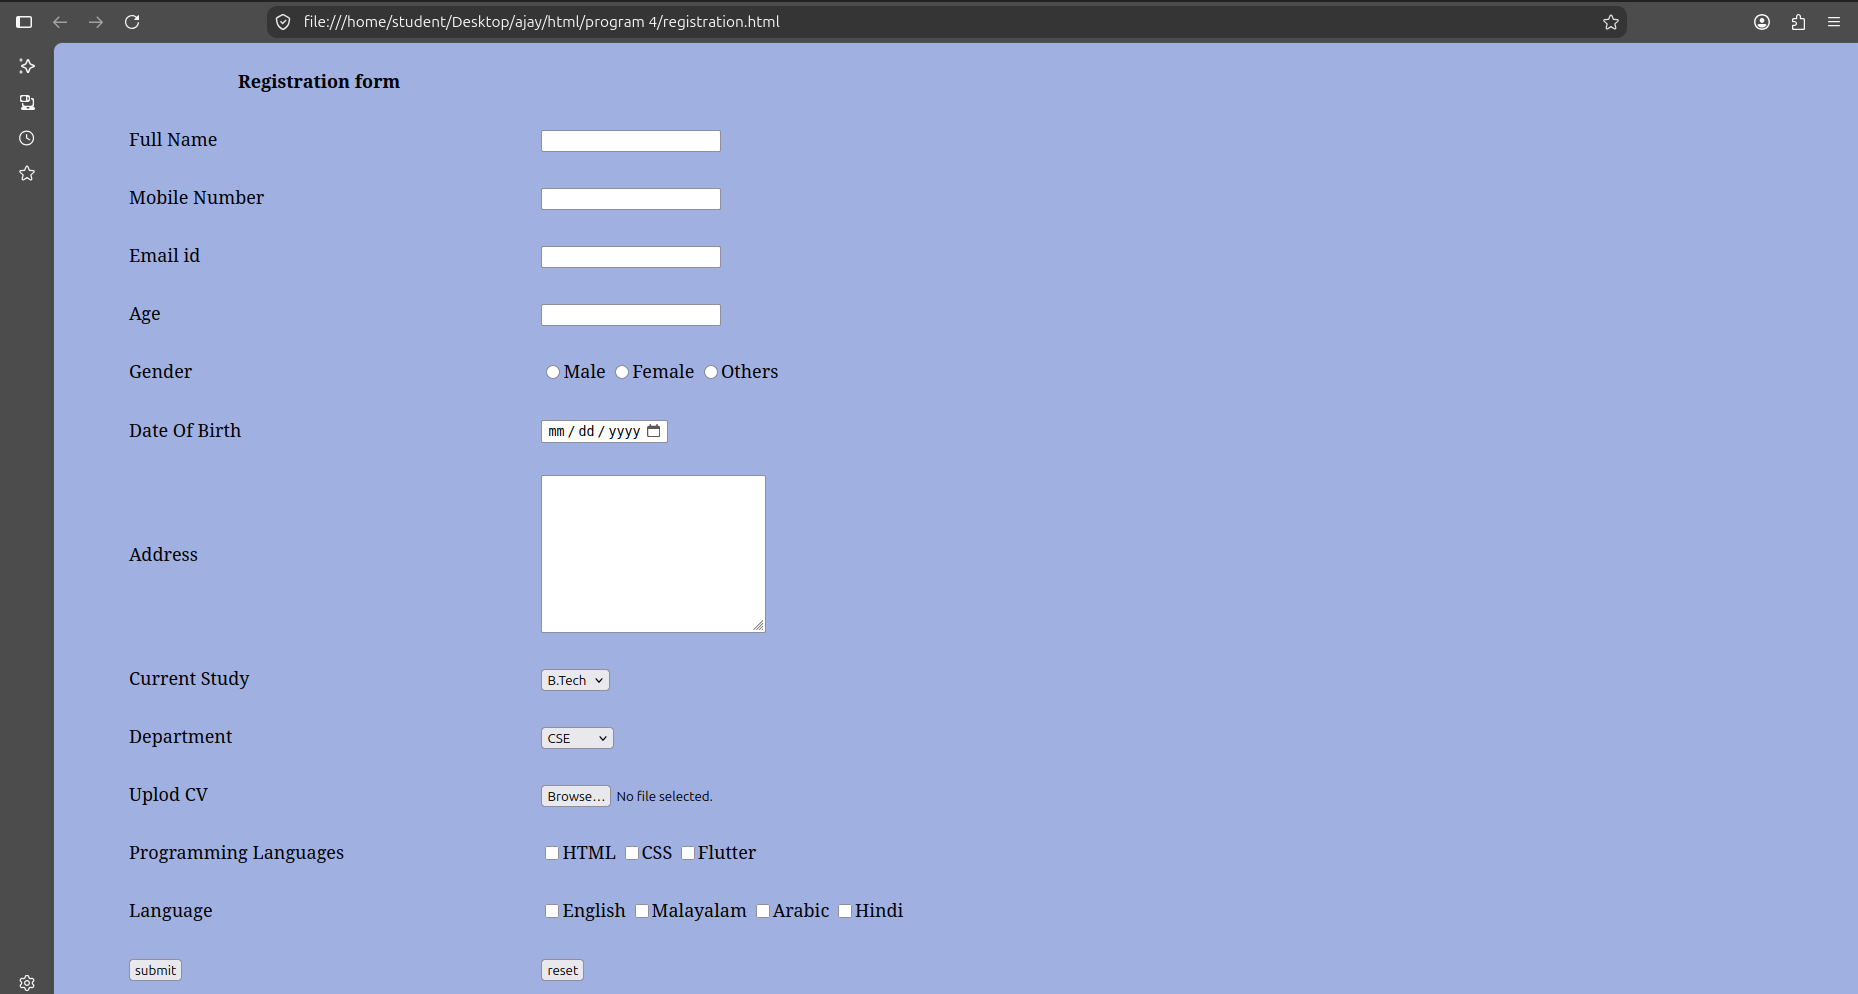 file:///home/student/Desktop/ajay/html/program 4/registration.html
Registration form
Full Name
Mobile Number
Email id
Age
Gender Male Female Others
Date Of Birth mm / dd / yyyy
Address
Current Study B.Tech
Department CSE
Uplod CV Browse... No file selected.
Programming Languages HTML CSS Flutter
Language English Malayalam Arabic Hindi
submit reset